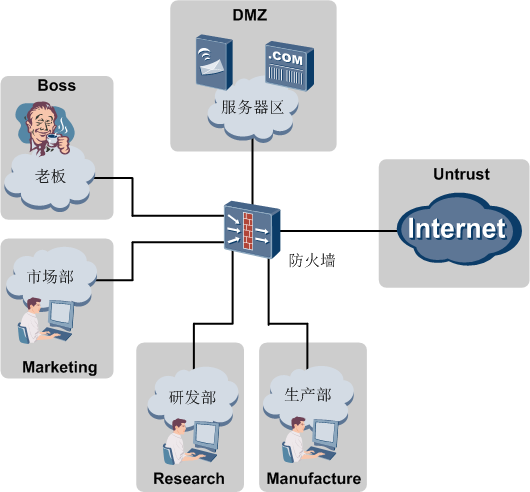 DMZ
.COM
服务器区
Boss
老板
Untrust
Internet
防火墙
市场部
Marketing
研发部
Research
生产部
Manufacture